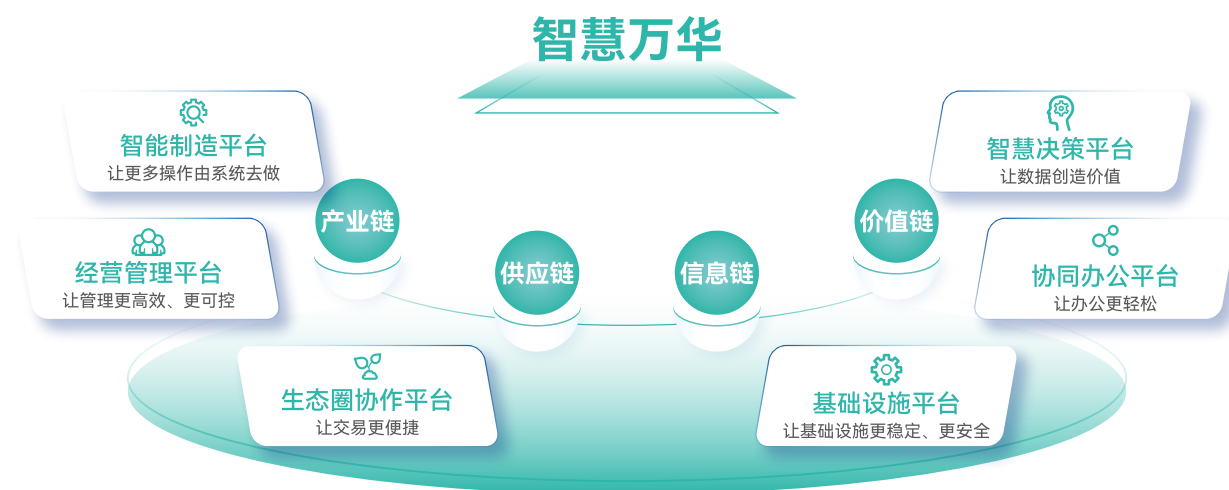 智慧万华
智能制造平台
让更多操作由系统去做
智慧决策平台
让数据创造价值
产业链
价值链
经营管理平台
让管理更高效、更可控
供应链
信息链
协同办公平台
让办公更轻松
生态圈协作平台
让交易更便捷
基础设施平台
让基础设施更稳定、更安全